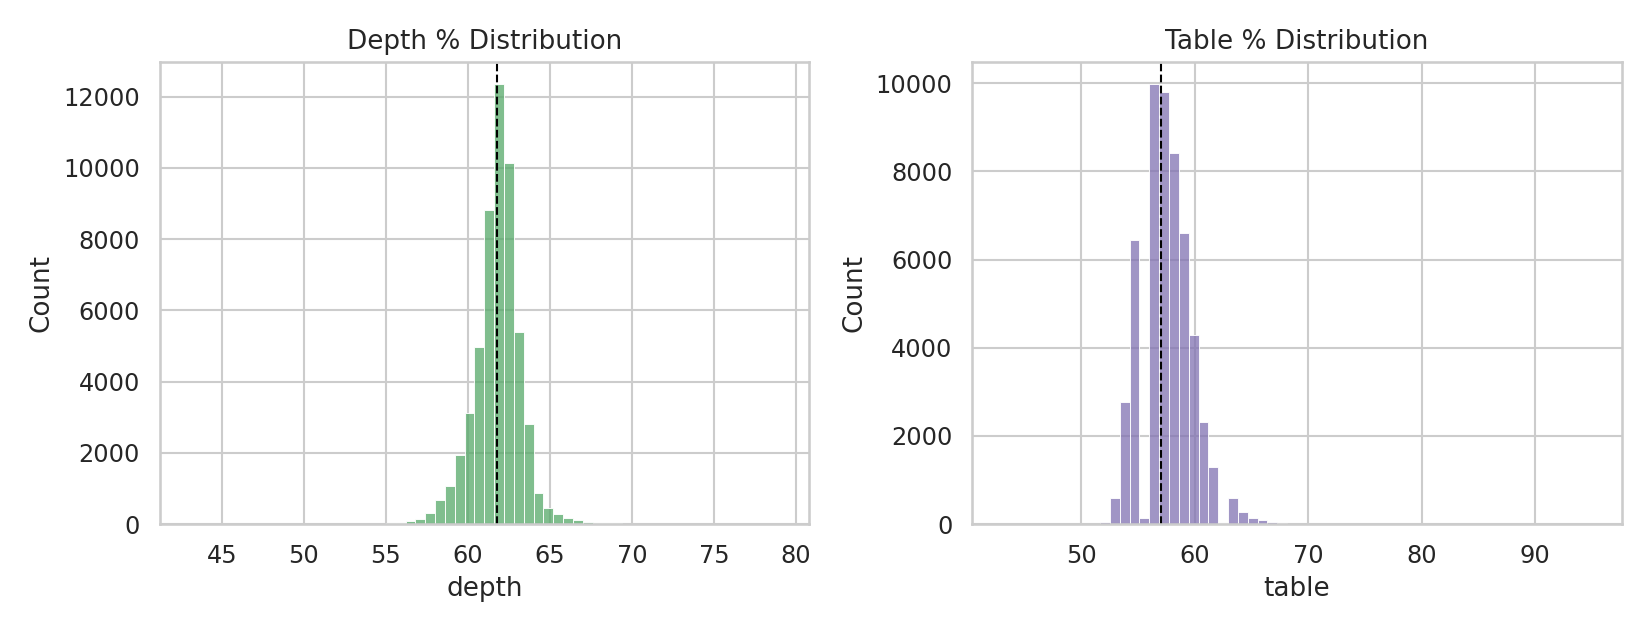 Depth % Distribution
12000
10000
8000
6000
4000
2000
0
Count
45 50 55 60 65 70 75 80
depth
Table % Distribution
10000
8000
6000
4000
2000
0
Count
50 60 70 80 90
table